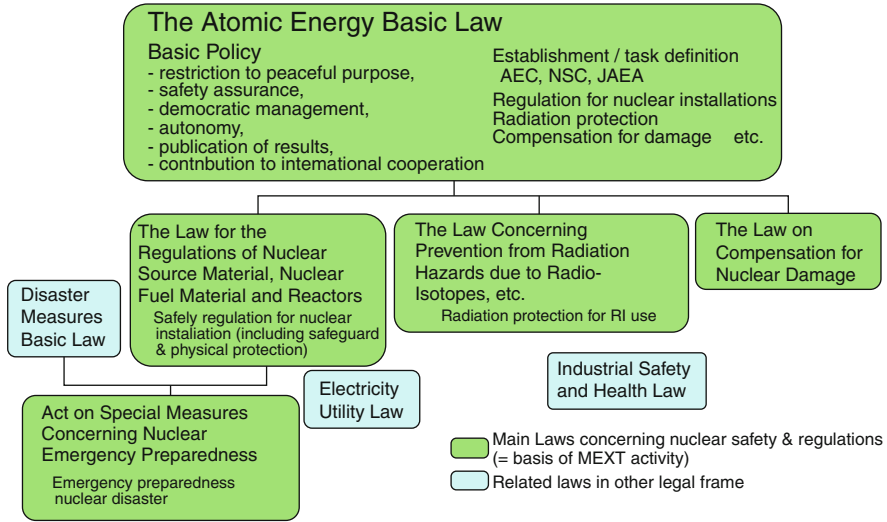 The Atomic Energy Basic Law
Basic Policy
- restriction to peaceful purpose,
- safety assurance,
- democratic management,
- autonomy,
- publication of results,
- contnbution to international cooperation
Establishment / task definition
AEC, NSC, JAEA
Regulation for nuclear installations
Radiation protection
Compensation for damage etc.
The Law for the
Regulations of Nuclear
Source Material, Nuclear
Fuel Material and Reactors
Safely regulation for nuclear
instaliation (including safeguard
& physical protection)
The Law Concerning
Prevention from Radiation
Hazards due to Radio-
Isotopes, etc.
Radiation protection for RI use
The Law on
Compensation for
Nuclear Damage
Disaster
Measures
Basic Law
Electricity
Utility Law
Industrial Safety
and Health Law
Act on Special Measures
Concerning Nuclear
Emergency Preparedness
Emergency preparedness
nuclear disaster
Main Laws concerning nuclear safety & regulations
(= basis of MEXT activity)
Related laws in other legal frame